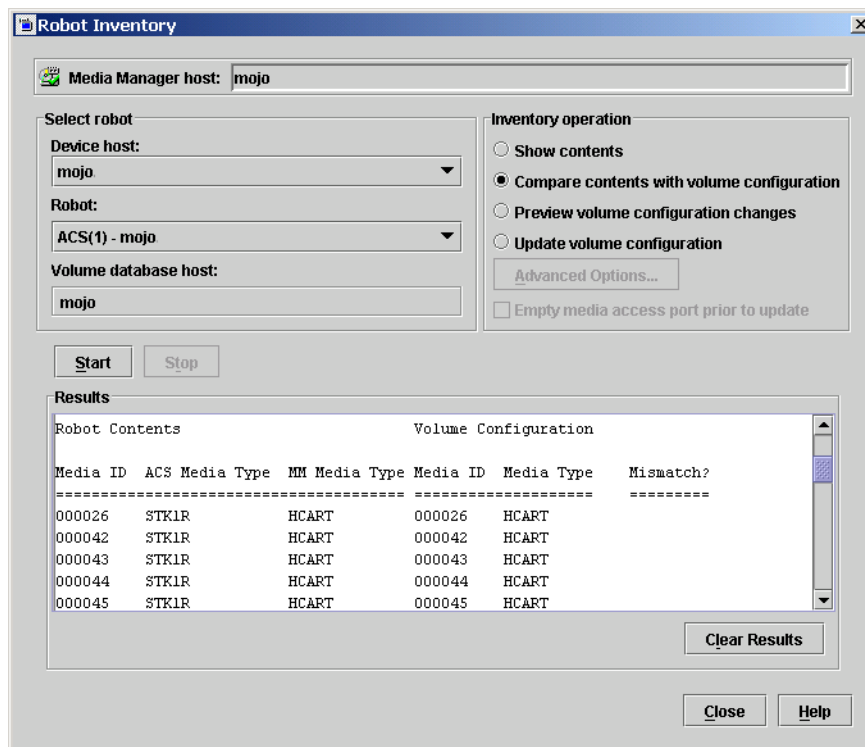 Robot Inventory
Media Manager host: mojo
Select robot
Device host:
mojo
Robot:
ACS(1) - mojo
Volume database host:
mojo
Inventory operation
Show contents
Compare contents with volume configuration
Preview volume configuration changes
Update volume configuration
Advanced Options...
Empty media access port prior to update
Start Stop
Results
Robot Contents Volume Configuration
Media ID ACS Media Type MM Media Type Media ID Media Type Mismatch?
======================================= ==================== =========
000026 STK1R HCART 000026 HCART
000042 STK1R HCART 000042 HCART
000043 STK1R HCART 000043 HCART
000044 STK1R HCART 000044 HCART
000045 STK1R HCART 000045 HCART
Clear Results
Close Help